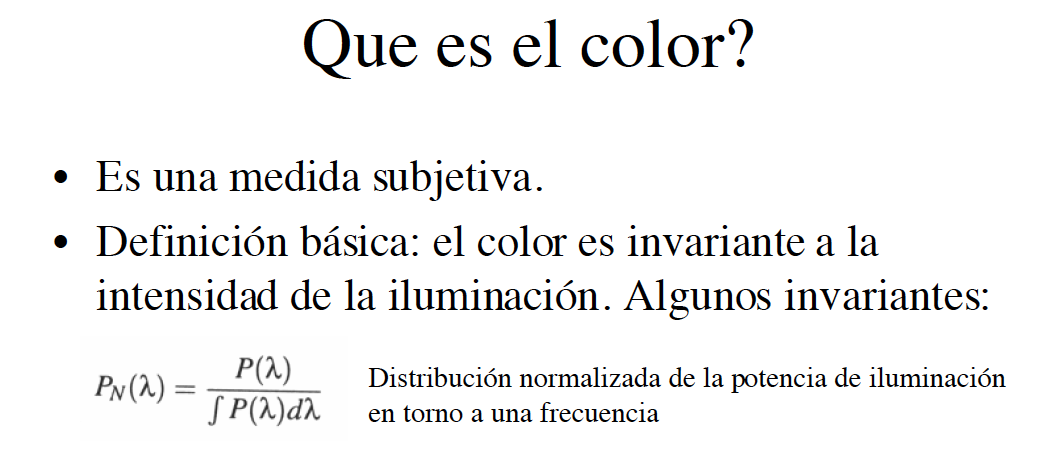 Que es el color?
• Es una medida subjetiva.
• Definición básica: el color es invariante a la
intensidad de la iluminación. Algunos invariantes:
P_N(λ) = P(λ) / ∫ P(λ)dλ
Distribución normalizada de la potencia de iluminación
en torno a una frecuencia